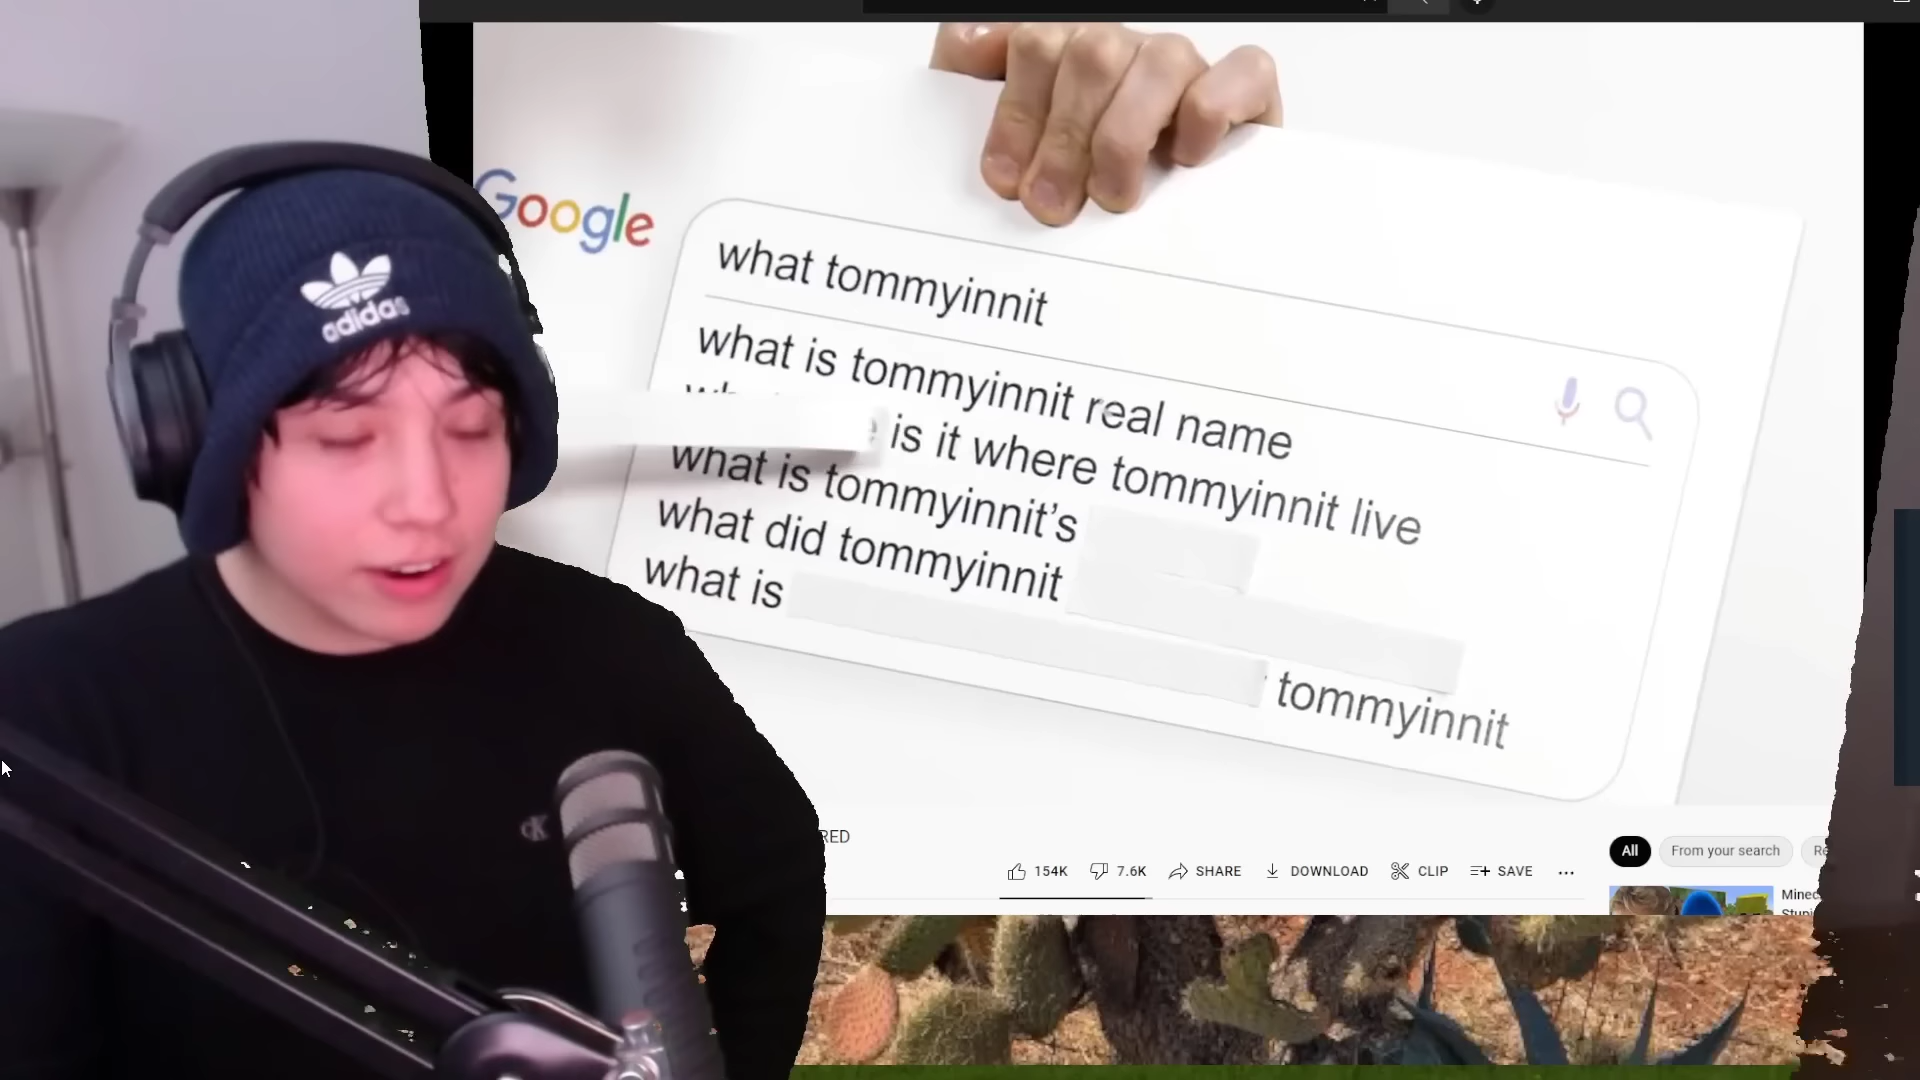 Google
what tommyinnit
what is tommyinnit real name
is it where tommyinnit live
what is tommyinnit's
what did tommyinnit
what is
tommyinnit
adidas
cK
RED
154K
7.6K
SHARE
DOWNLOAD
CLIP
SAVE
All
From your search